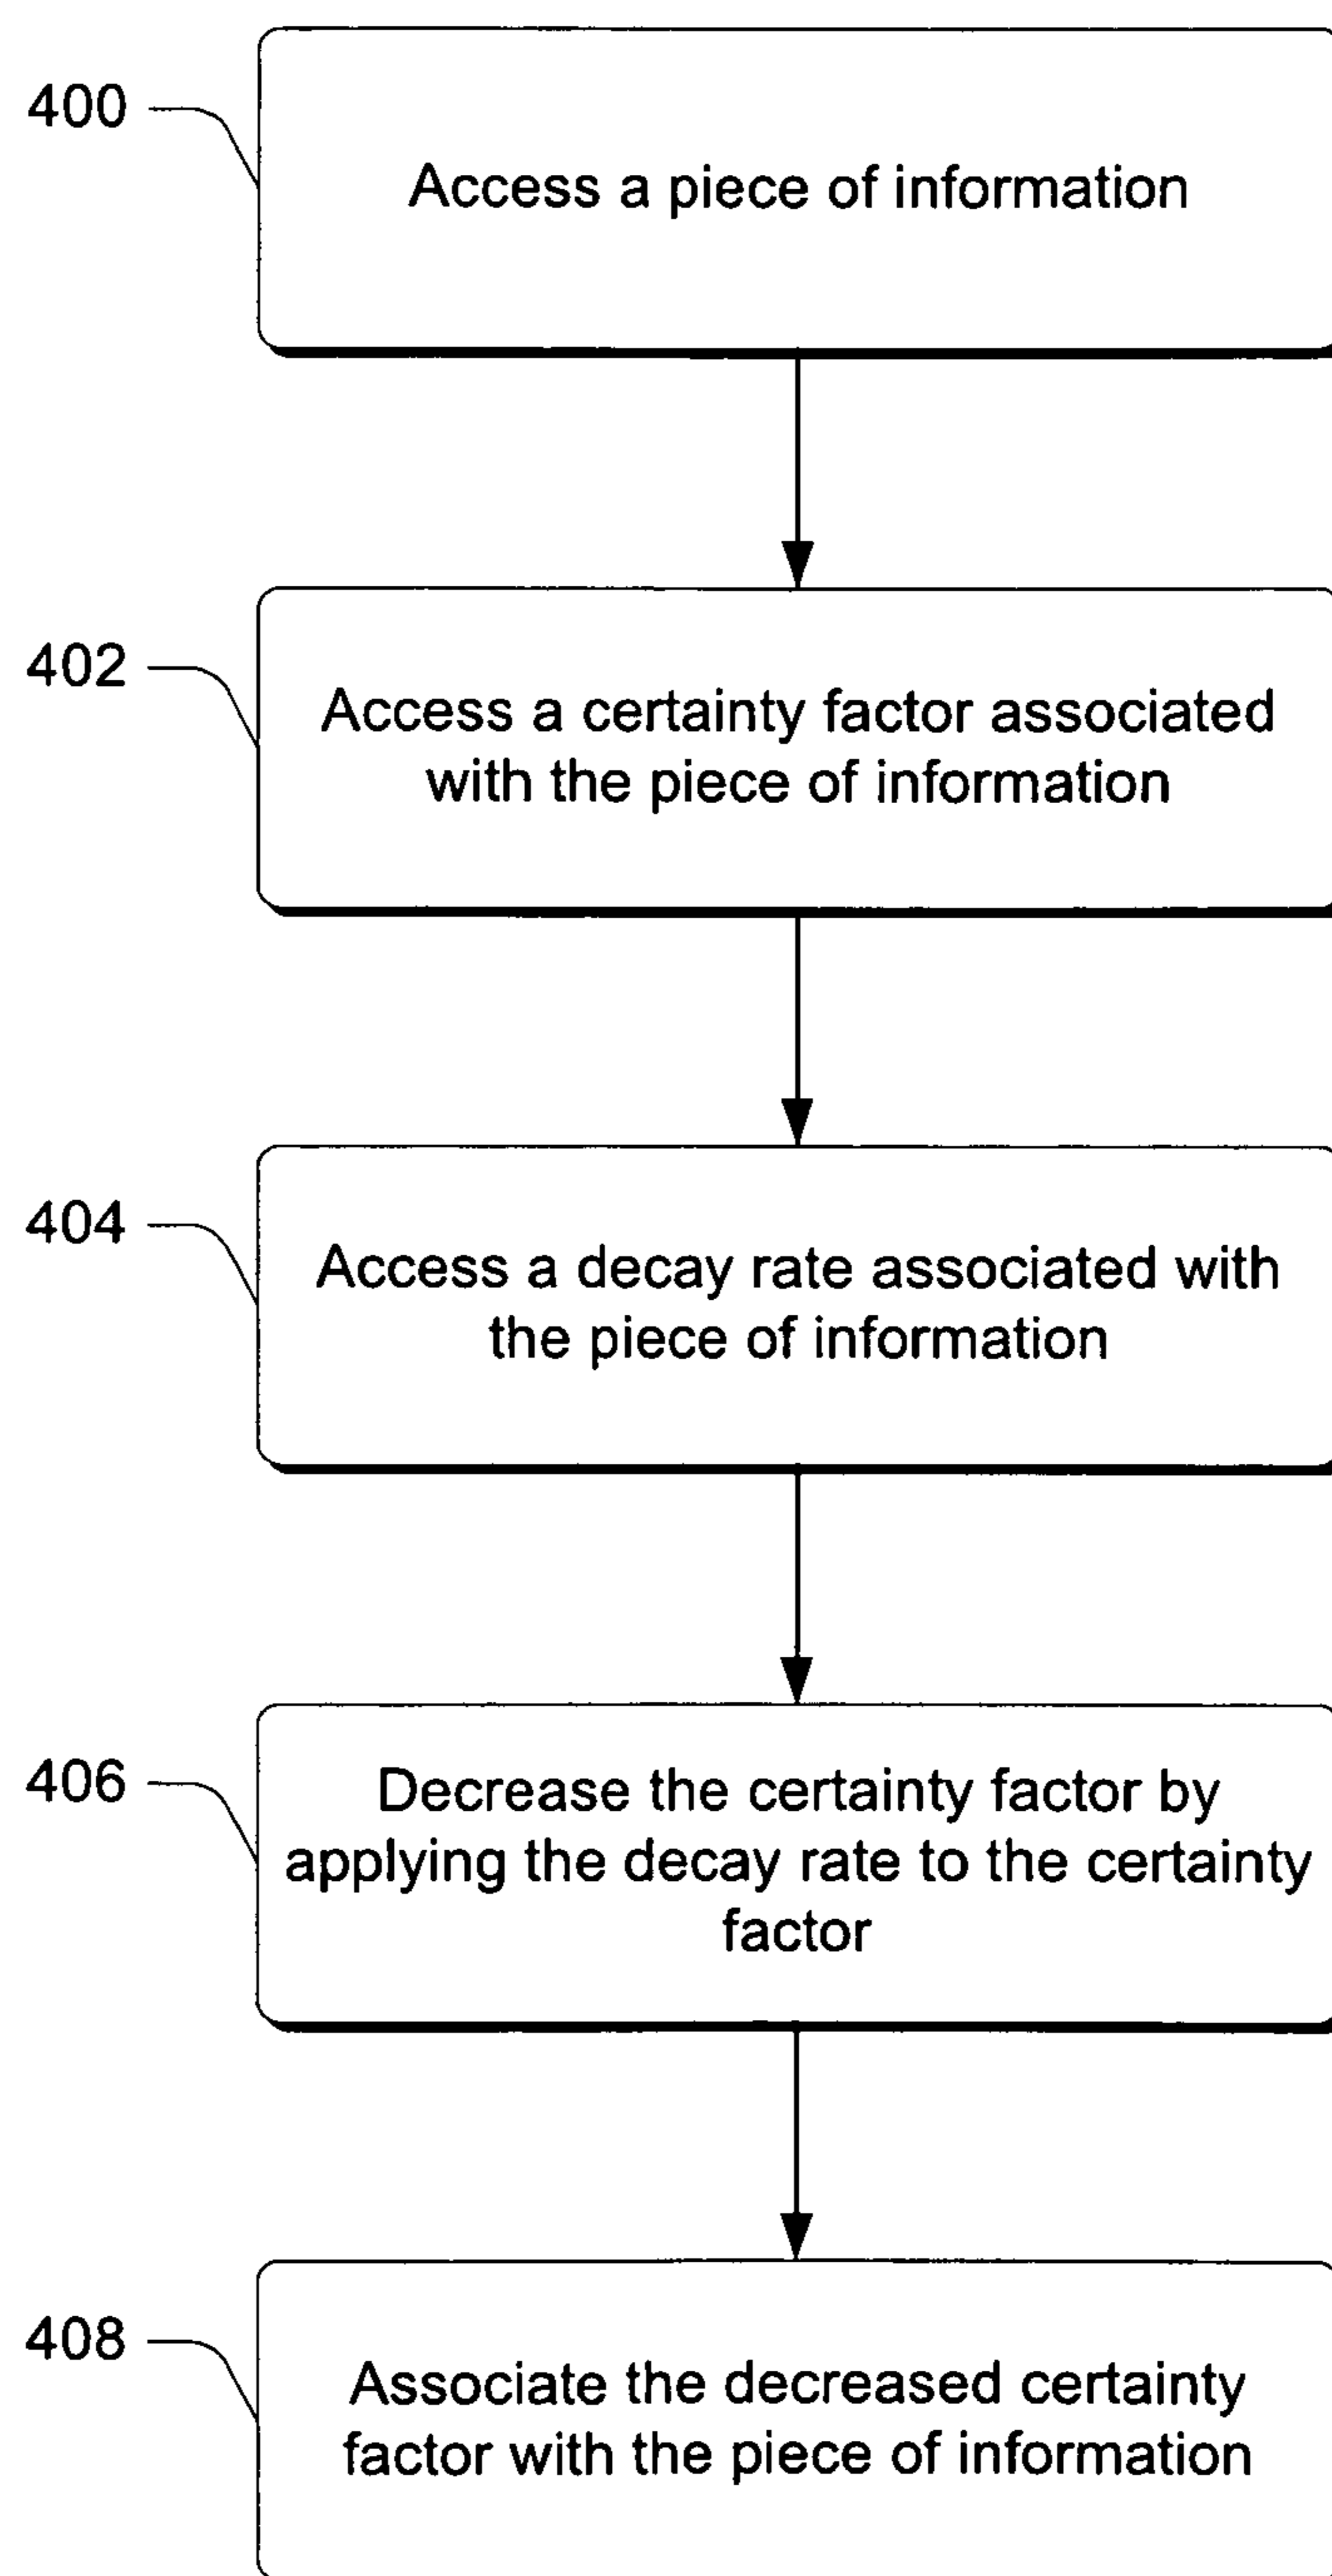 400
Access a piece of information
402
Access a certainty factor associated
with the piece of information
404
Access a decay rate associated with
the piece of information
406
Decrease the certainty factor by
applying the decay rate to the certainty
factor
408
Associate the decreased certainty
factor with the piece of information